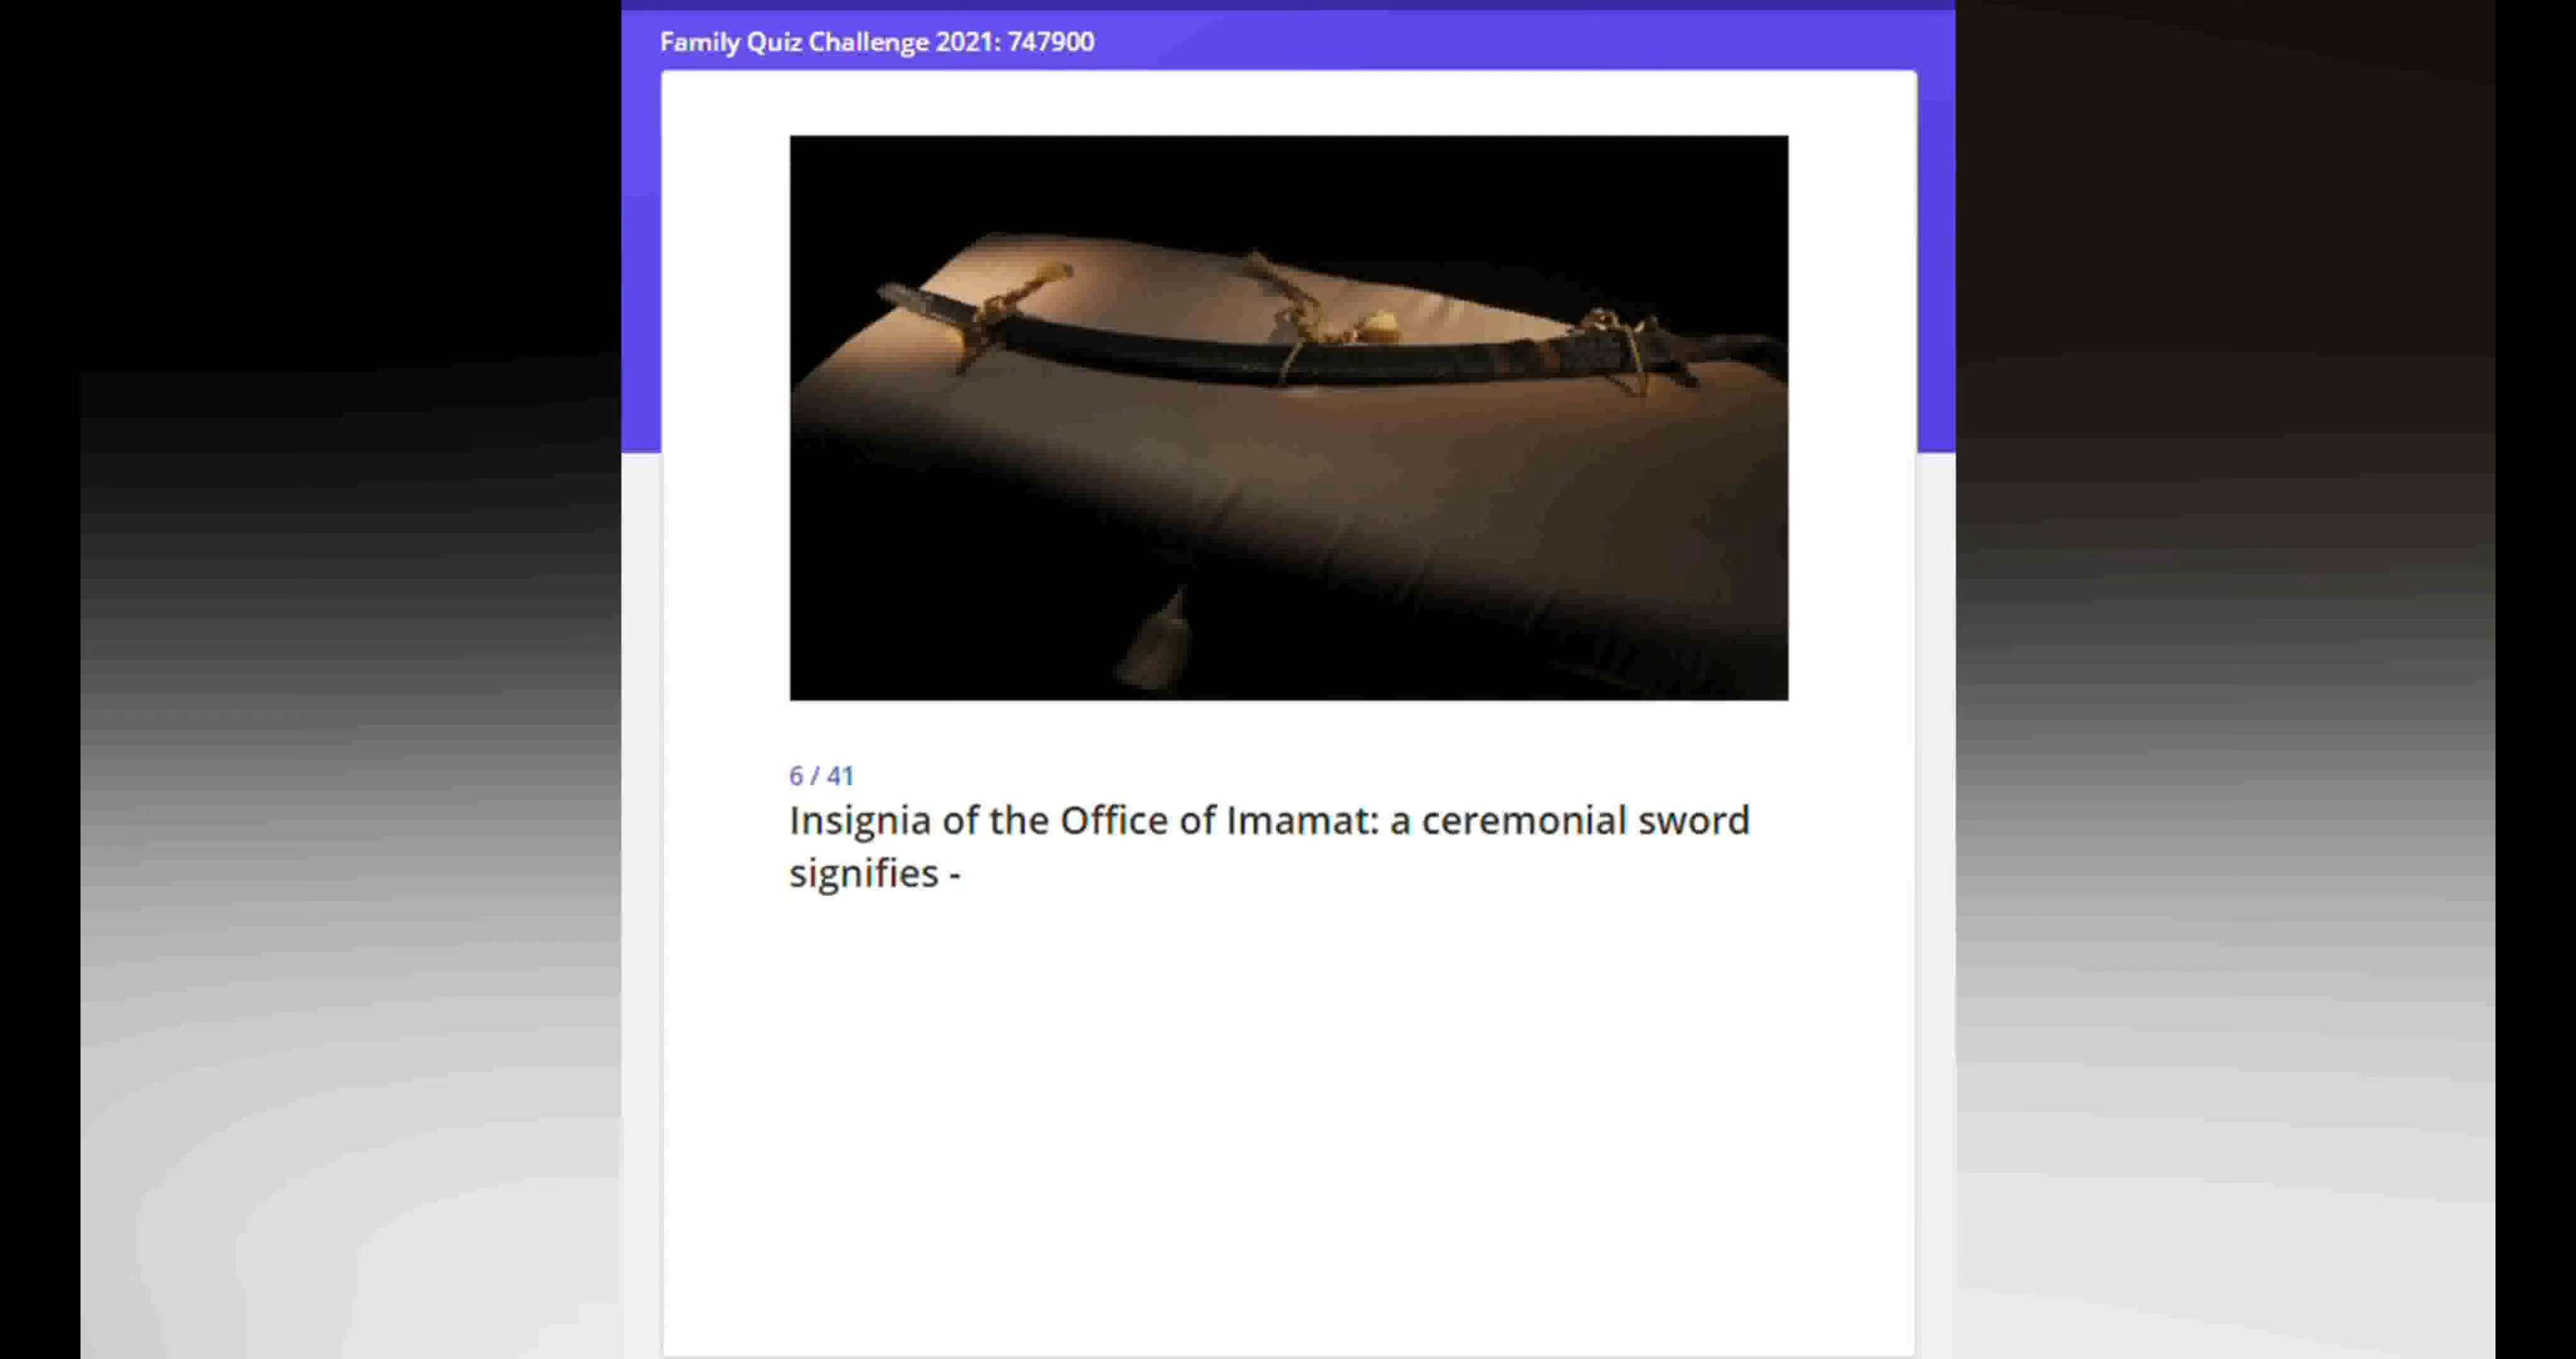 Family Quiz Challenge 2021: 747900
6 / 41
Insignia of the Office of Imamat: a ceremonial sword
signifies -